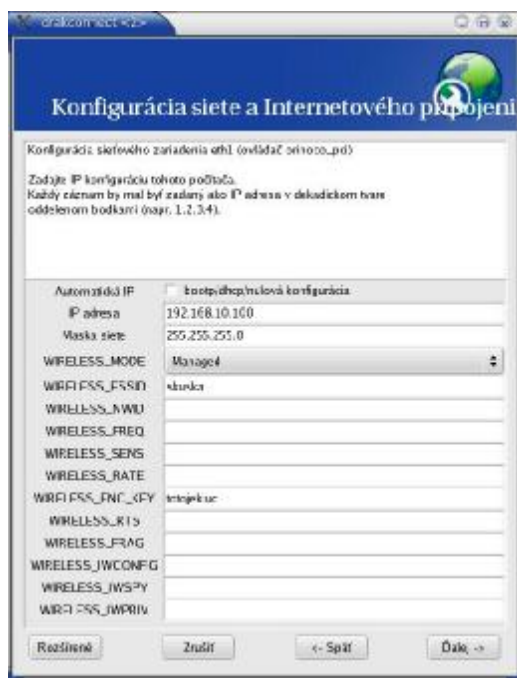 drakconnect <2>
Konfigurácia siete a Internetového pripojeni
Konfigurácia sieťového zariadenia eth1 (ovládač orinoco_pci)
Zadajte IP konfiguráciu tohoto počítača.
Každý záznam by mal byť zadaný ako IP adresa v dekadickom tvare
oddelenom bodkami (napr. 1.2.3.4).
Automatická IP
bootp/dhcp/nulová konfigurácia
IP adresa
192.168.10.100
Maska siete
255.255.255.0
WIRELESS_MODE
Managed
WIRELESS_ESSID
skuska
WIRELESS_NWID
WIRELESS_FREQ
WIRELESS_SENS
WIRELESS_RATE
WIRELESS_ENC_KEY
WIRELESS_RTS
WIRELESS_FRAG
WIRELESS_IWCONFIG
WIRELESS_IWSPY
WIRELESS_IWPRIV
Rozšírené
Zrušiť
<- Späť
Ďalej ->